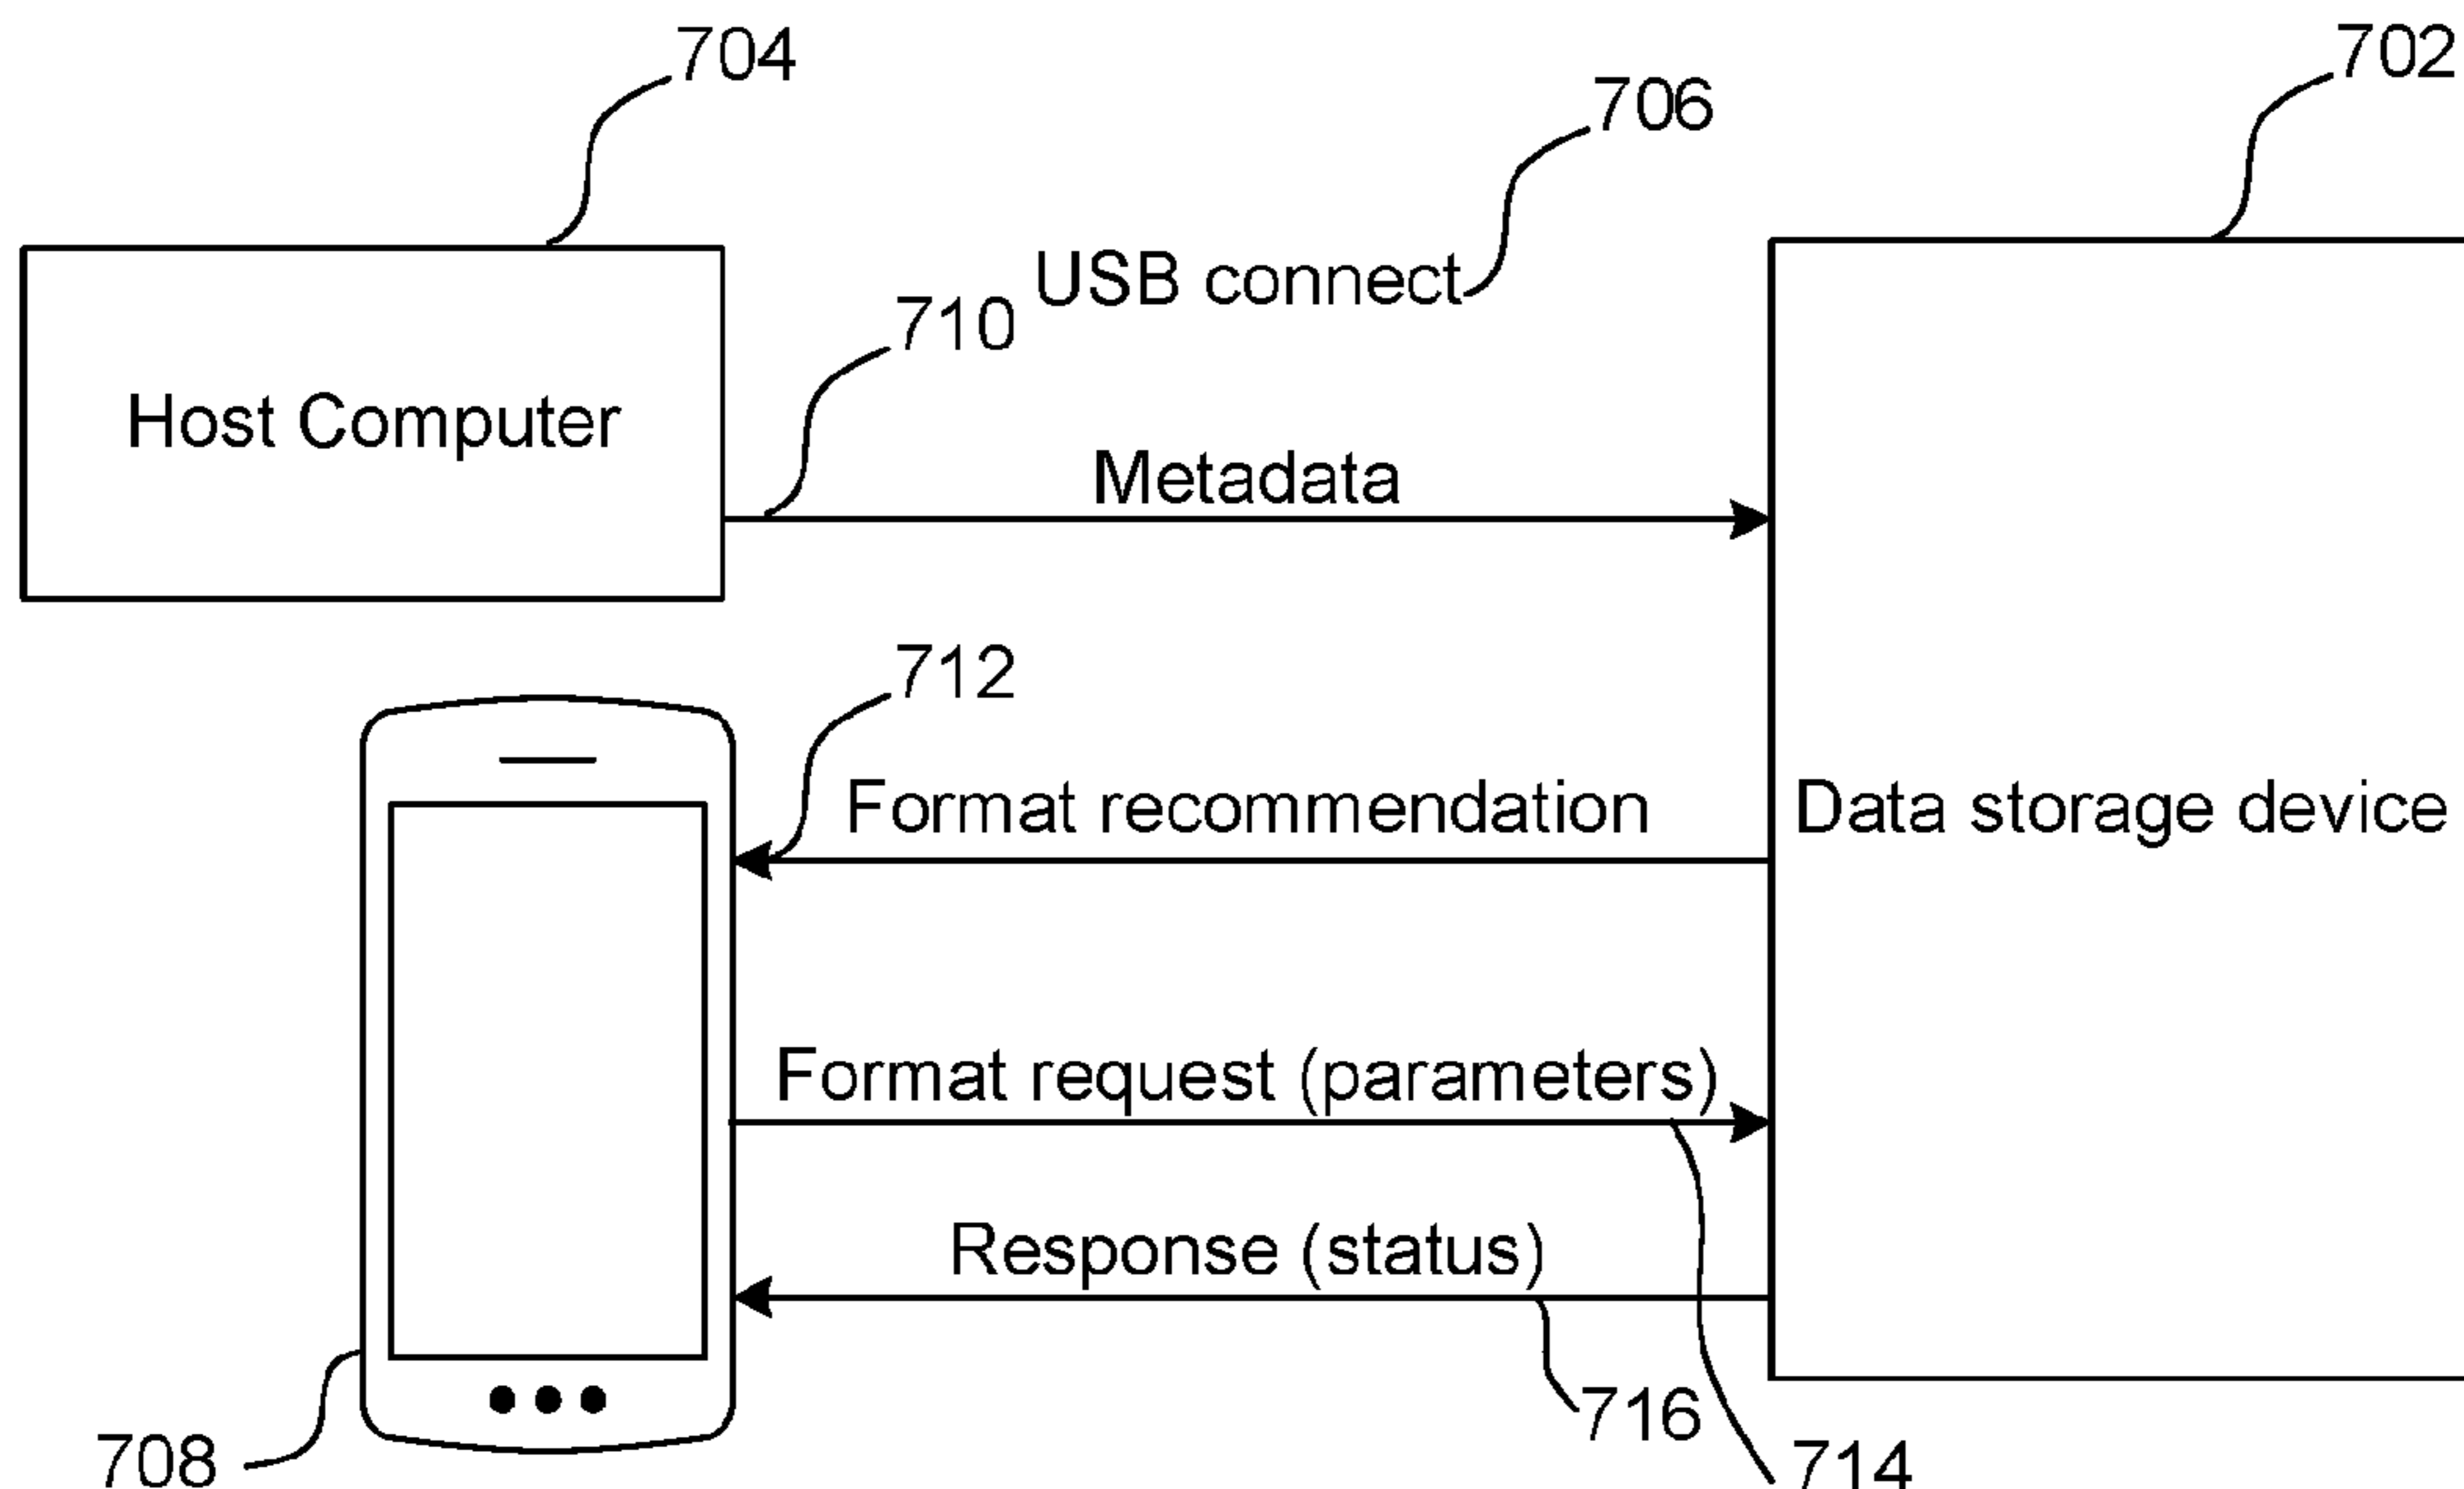 704
706
702
USB connect
710
Host Computer
Metadata
712
Format recommendation
Data storage device
Format request (parameters)
Response (status)
716
708
714